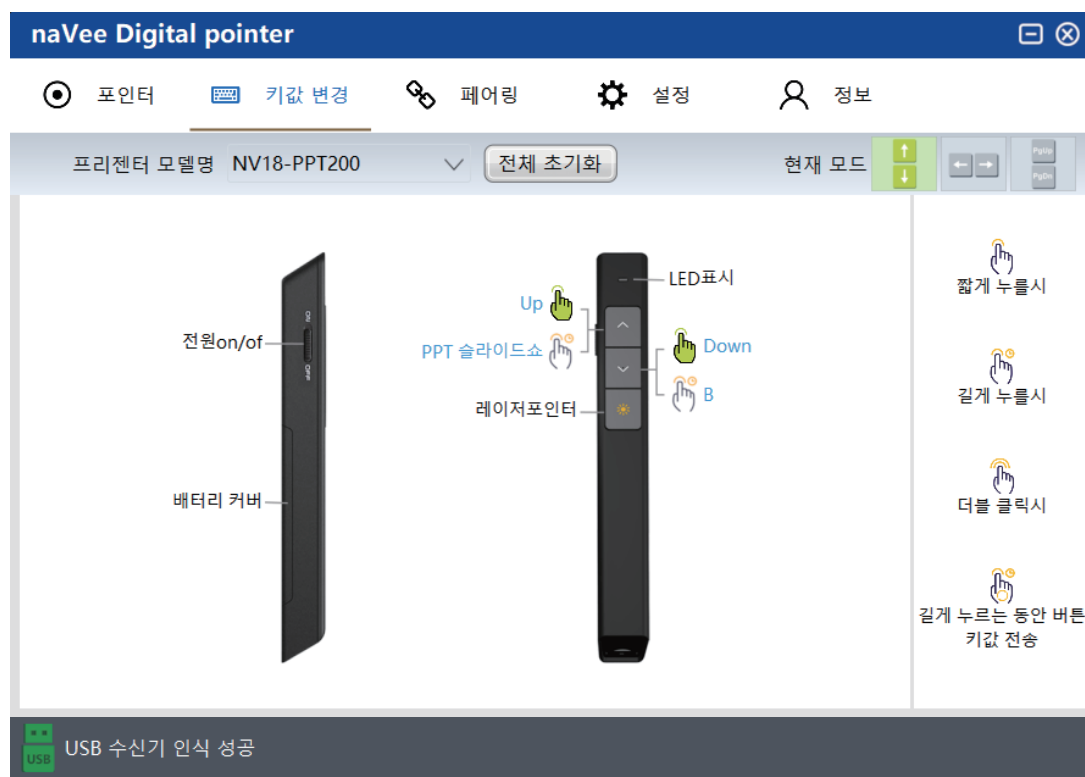 naVee Digital pointer
포인터 키값 변경 페어링 설정 정보
프리젠터 모델명 NV18-PPT200 전체 초기화 현재 모드 PgUp
PgDn
LED표시
짧게 누를시
Up
전원on/of
ON
OFF
PPT 슬라이드쇼
Down
B
길게 누를시
레이저포인터
배터리 커버
더블 클릭시
길게 누르는 동안 버튼
키값 전송
USB USB 수신기 인식 성공